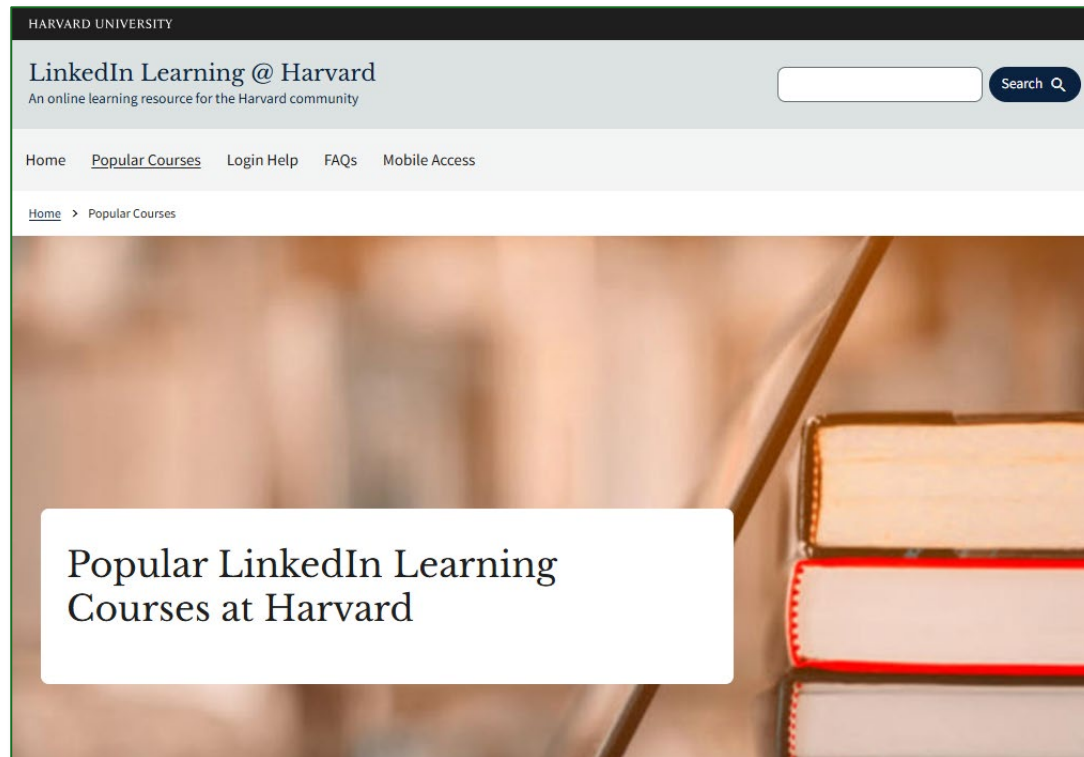 HARVARD UNIVERSITY
LinkedIn Learning @ Harvard
An online learning resource for the Harvard community
Search
Home Popular Courses Login Help FAQs Mobile Access
Home > Popular Courses
Popular LinkedIn Learning
Courses at Harvard